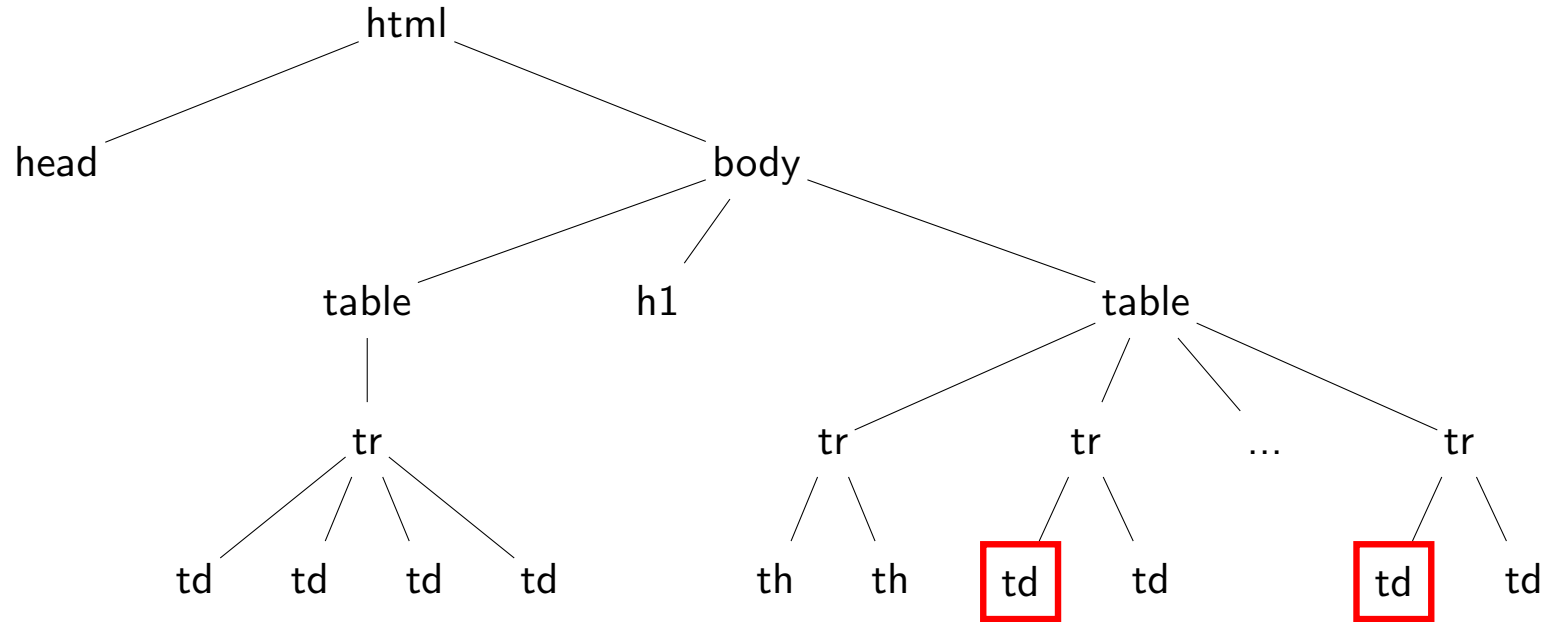 html
head body
table h1 table
tr tr tr ... tr
td td td td th th td td td td